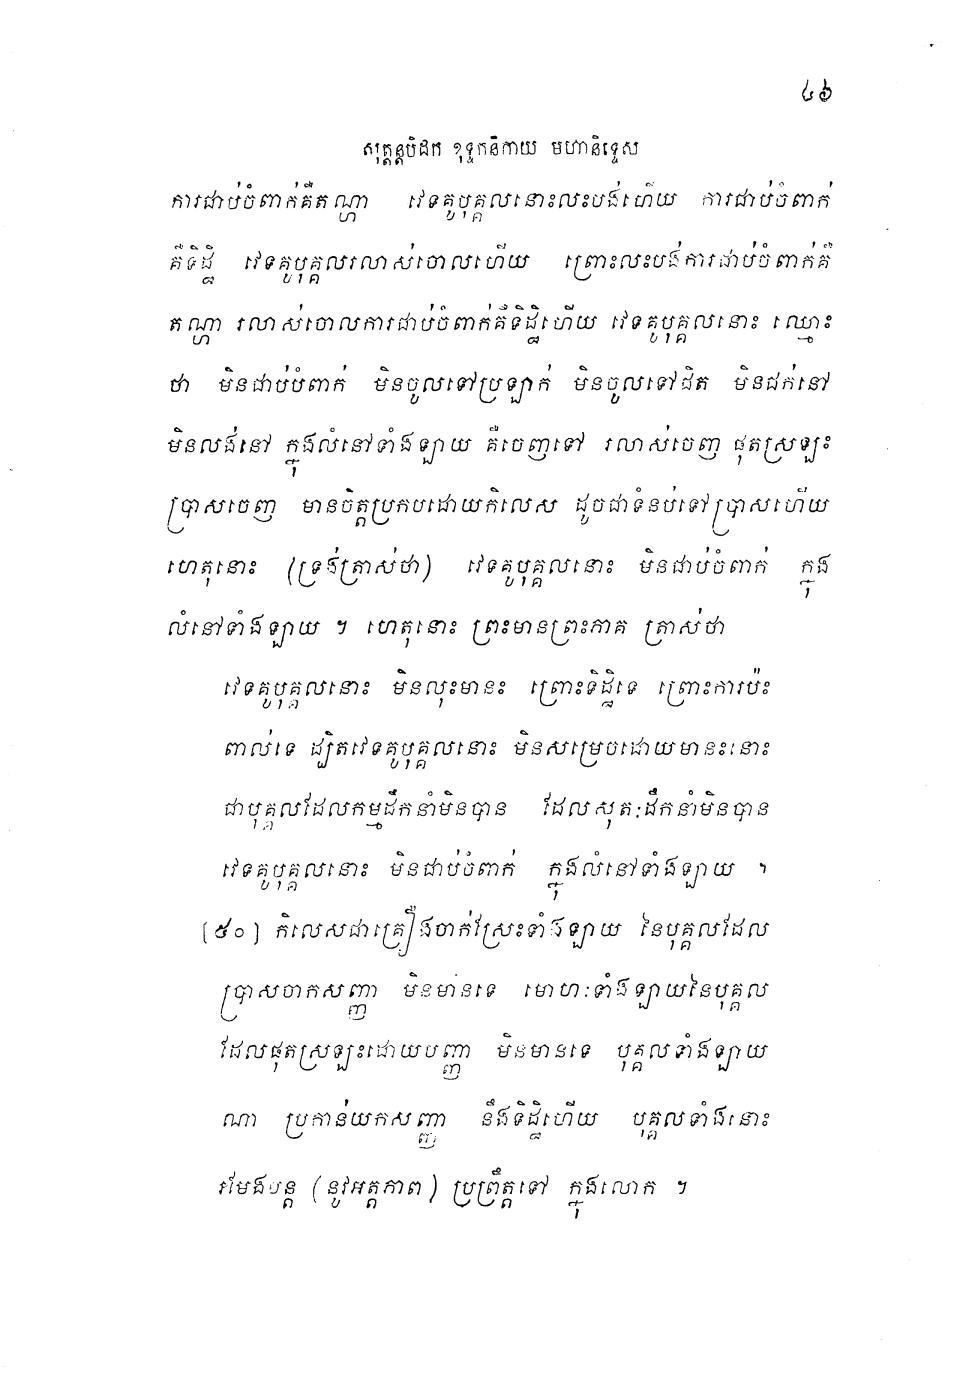 ៤៦
សុត្តន្តបិដក ខុទ្ទកនិកាយ មហានិទ្ទេស
ការជាប់ចំពាក់គឺតណ្ហា វេទគូបុគ្គលនោះលះបង់ហើយ ការជាប់ចំពាក់
គឺទិដ្ឋិ វេទគូបុគ្គលរលាស់ចោលហើយ ព្រោះលះបង់ការជាប់ចំពាក់គឺ
តណ្ហា រលាស់ចោលការជាប់ចំពាក់គឺទិដ្ឋិហើយ វេទគូបុគ្គលនោះ ឈ្មោះ
ថា មិនជាប់ចំពាក់ មិនចូលទៅប្រឡាក់ មិនចូលទៅជិត មិនជក់នៅ
មិនលង់នៅ ក្នុងលំនៅទាំងឡាយ គឺចេញទៅ រលាស់ចេញ ផុតស្រឡះ
ប្រាសចេញ មានចិត្តប្រកបដោយកិលេស ដូចជាទំនប់ទៅប្រាសហើយ
ហេតុនោះ (ទ្រង់ត្រាស់ថា) វេទគូបុគ្គលនោះ មិនជាប់ចំពាក់ ក្នុង
លំនៅទាំងឡាយ ។ ហេតុនោះ ព្រះមានព្រះភាគ ត្រាស់ថា
វេទគូបុគ្គលនោះ មិនលុះមានះ ព្រោះទិដ្ឋិទេ ព្រោះការប៉ះ
ពាល់ទេ ដ្បិតវេទគូបុគ្គលនោះ មិនសម្រេចដោយមានះនោះ
ជាបុគ្គលដែលកម្មដឹកនាំមិនបាន ដែលសុតៈដឹកនាំមិនបាន
វេទគូបុគ្គលនោះ មិនជាប់ចំពាក់ ក្នុងលំនៅទាំងឡាយ ។
[៥០] កិលេសជាគ្រឿងចាក់ស្រែះទាំងឡាយ នៃបុគ្គលដែល
ប្រាសចាកសញ្ញា មិនមានទេ មោហៈទាំងឡាយនៃបុគ្គល
ដែលផុតស្រឡះដោយបញ្ញា មិនមានទេ បុគ្គលទាំងឡាយ
ណា ប្រកាន់យកសញ្ញា នឹងទិដ្ឋិហើយ បុគ្គលទាំងនោះ
រមែងបន្ត (នូវអត្តភាព) ប្រព្រឹត្តទៅ ក្នុងលោក ។